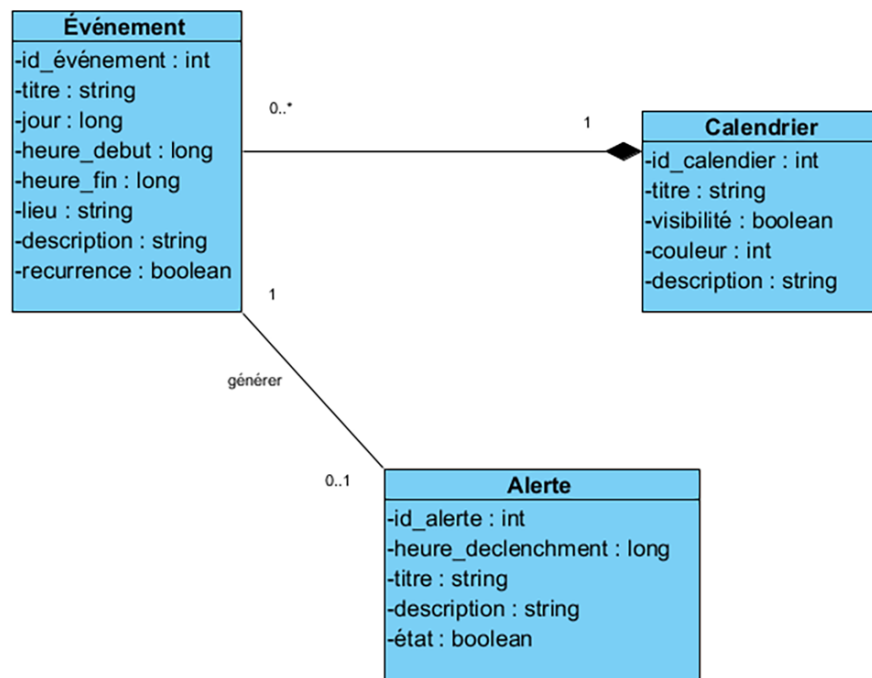 Événement
-id_événement : int
-titre : string
-jour : long
-heure_debut : long
-heure_fin : long
-lieu : string
-description : string
-recurrence : boolean
0..*
1
Calendrier
-id_calendier : int
-titre : string
-visibilité : boolean
-couleur : int
-description : string
1
générer
0..1
Alerte
-id_alerte : int
-heure_declenchment : long
-titre : string
-description : string
-état : boolean